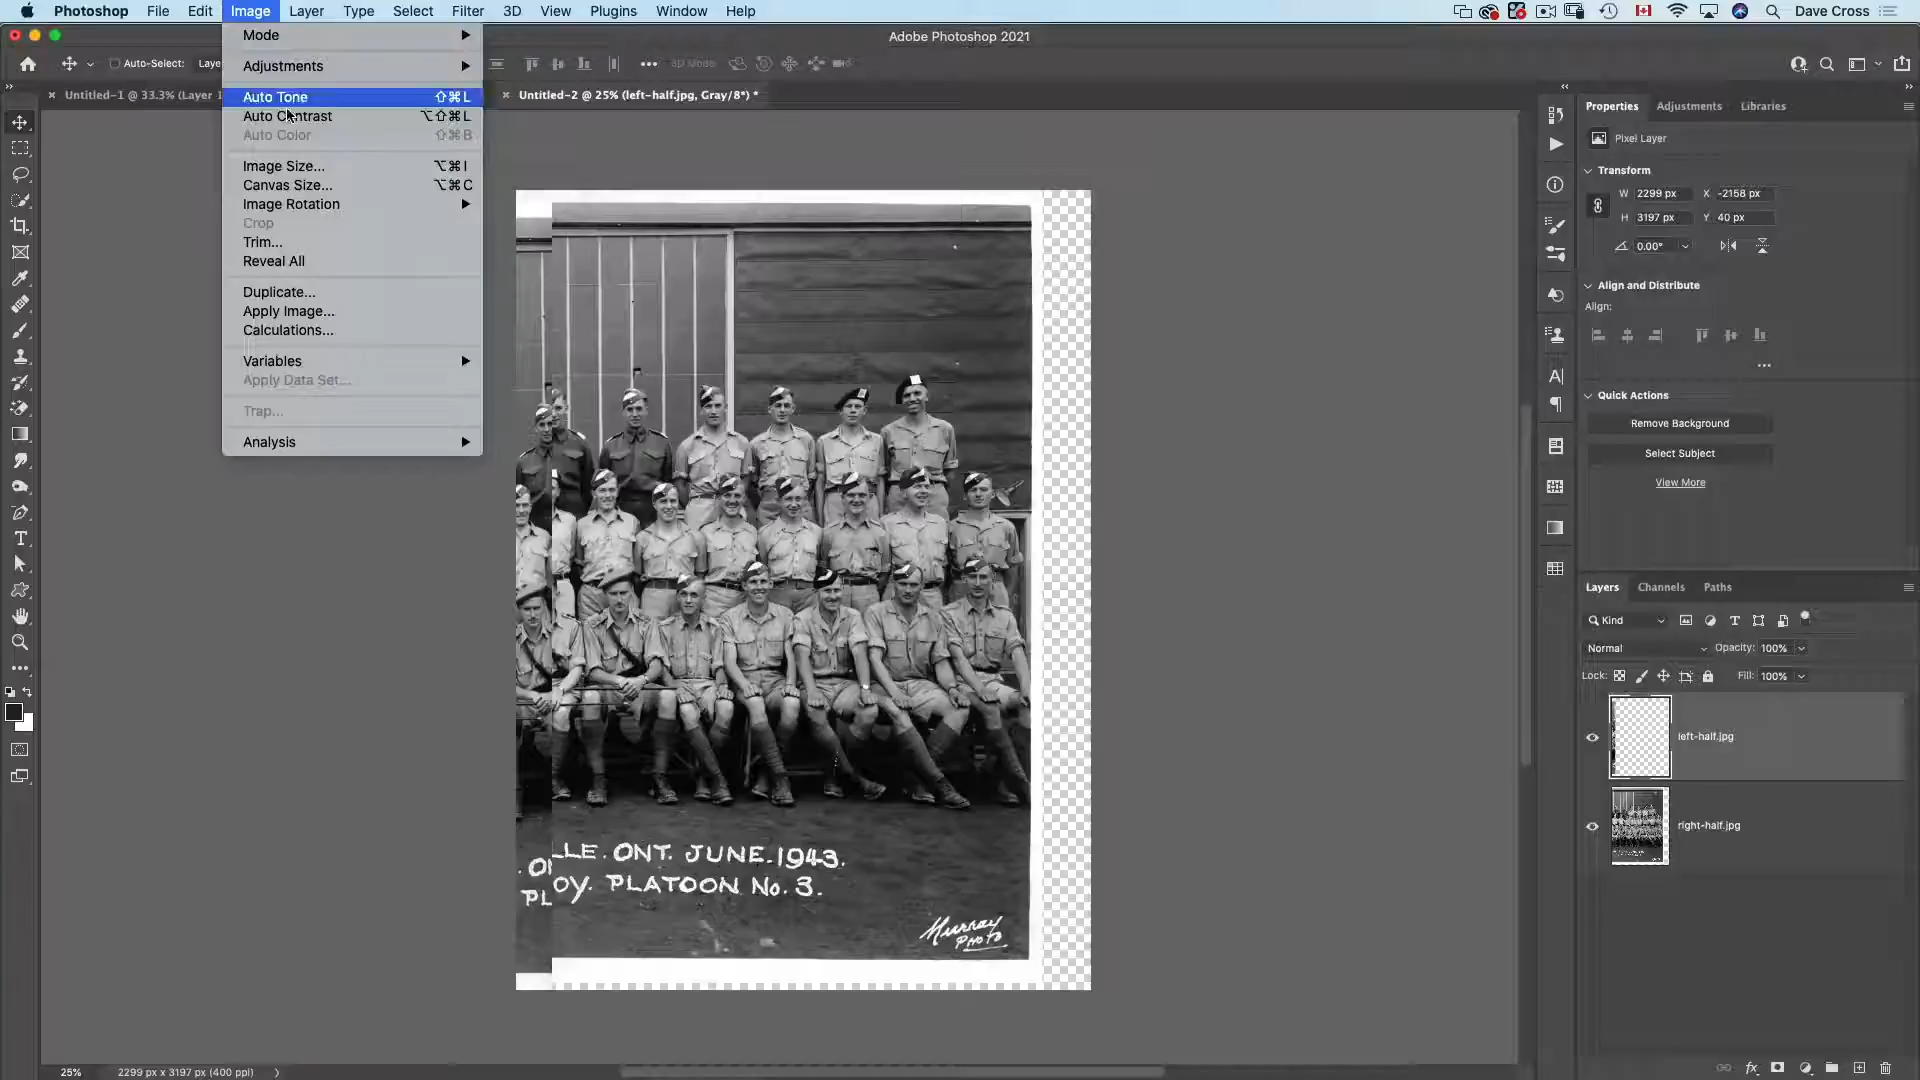 Photoshop File Edit Image Layer Type Select Filter 3D View Plugins Window Help Dave Cross
Adobe Photoshop 2021
Auto-Select: Laye 3D Mode
Untitled-1 @ 33.3% (Layer 1 Untitled-2 @ 25% (left-half.jpg, Gray/8*) *
Mode
Adjustments
Auto Tone ⇧⌘L
Auto Contrast ⌥⇧⌘L
Auto Color ⇧⌘B
Image Size... ⌥⌘I
Canvas Size... ⌥⌘C
Image Rotation
Crop
Trim...
Reveal All
Duplicate...
Apply Image...
Calculations...
Variables
Apply Data Set...
Trap...
Analysis
. ON
PL
LE. ONT. JUNE. 1943.
OY. PLATOON No. 3.
Murray
PHOTO
Properties Adjustments Libraries
Pixel Layer
Transform
W 2299 px X -2158 px
H 3197 px Y 40 px
0.00°
Align and Distribute
Align:
Quick Actions
Remove Background
Select Subject
View More
Layers Channels Paths
Kind
Normal Opacity: 100%
Lock: Fill: 100%
left-half.jpg
right-half.jpg
25% 2299 px x 3197 px (400 ppi)